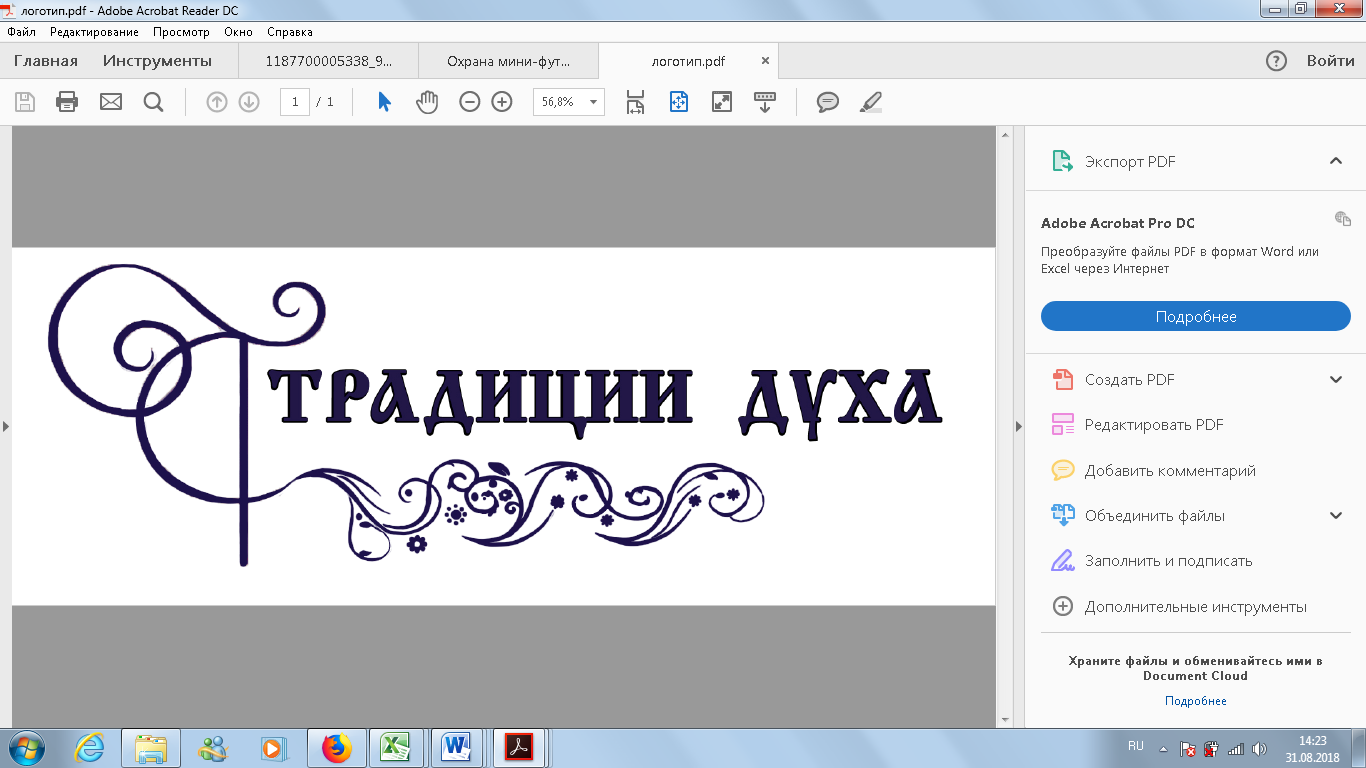 логотип.pdf - Adobe Acrobat Reader DC
Файл Редактирование Просмотр Окно Справка
Главная Инструменты 1187700005338_9... Охрана мини-фут... логотип.pdf × ? Войти
1 / 1 56,8%
Экспорт PDF
Adobe Acrobat Pro DC
Преобразуйте файлы PDF в формат Word или
Excel через Интернет
Подробнее
ТРАДИЦИИ ДУХА
Создать PDF
Редактировать PDF
Добавить комментарий
Объединить файлы
Заполнить и подписать
Дополнительные инструменты
Храните файлы и обменивайтесь ими в
Document Cloud
Подробнее
RU
14:23
31.08.2018